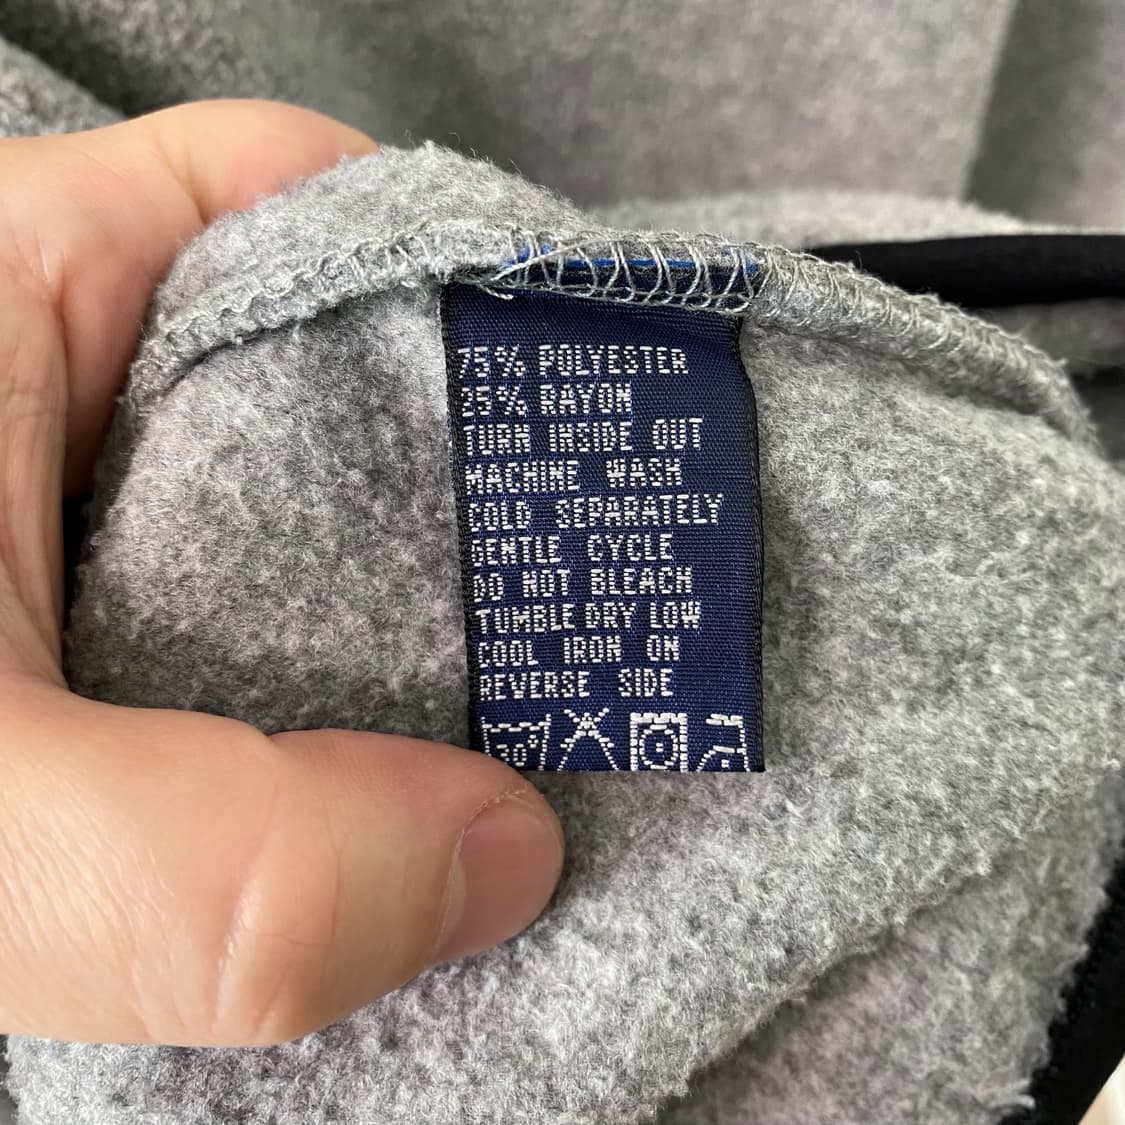 75% POLYESTER
25% RAYON
TURN INSIDE OUT
MACHINE WASH
COLD SEPARATELY
GENTLE CYCLE
DO NOT BLEACH
TUMBLE DRY LOW
COOL IRON ON
REVERSE SIDE
30°